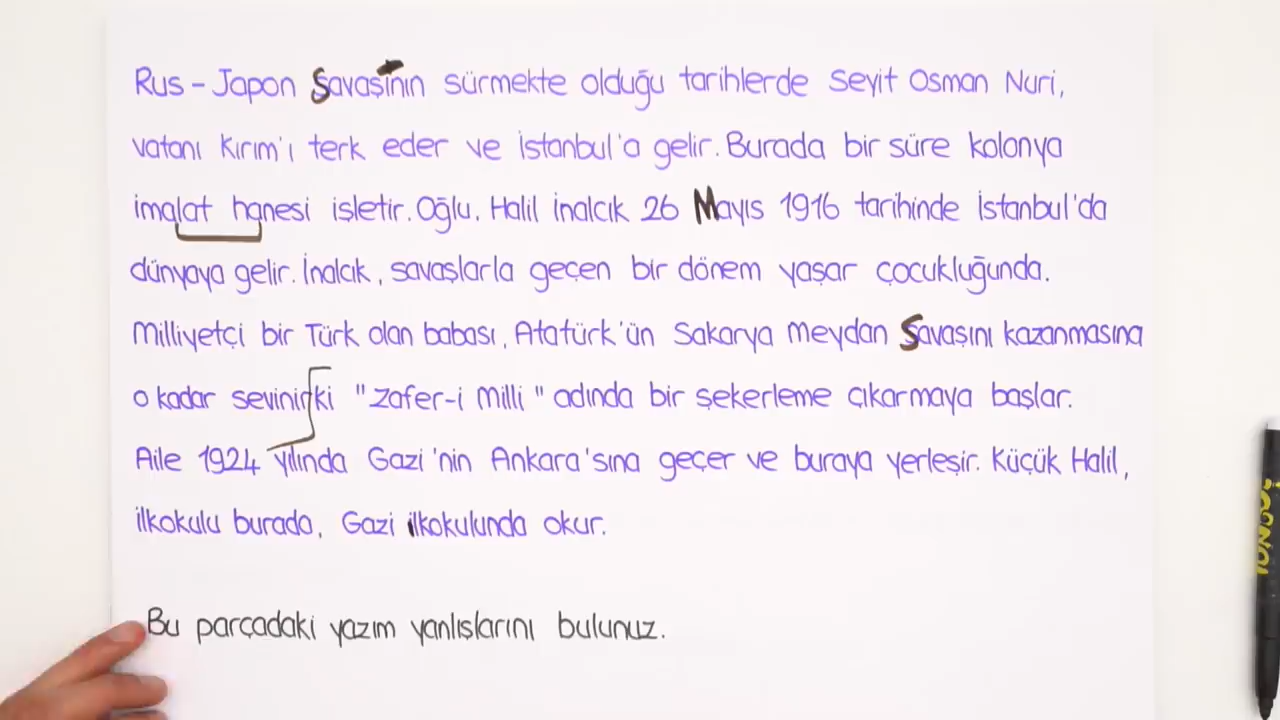 Rus - Japon Savaşı'nın sürmekte olduğu tarihlerde Seyit Osman Nuri,
vatanı Kırım'ı terk eder ve İstanbul'a gelir. Burada bir süre kolonya
imalat hanesi işletir. Oğlu, Halil İnalcık 26 Mayıs 1916 tarihinde İstanbul'da
dünyaya gelir. İnalcık, savaşlarla geçen bir dönem yaşar çocukluğunda.
Milliyetçi bir Türk olan babası, Atatürk'ün Sakarya Meydan Savaşını kazanmasına
o kadar sevinir ki "Zafer-i Milli" adında bir şekerleme çıkarmaya başlar.
Aile 1924 yılında Gazi'nin Ankara'sına geçer ve buraya yerleşir. Küçük Halil,
ilkokulu burada, Gazi ilkokulunda okur.
Bu parçadaki yazım yanlışlarını bulunuz.